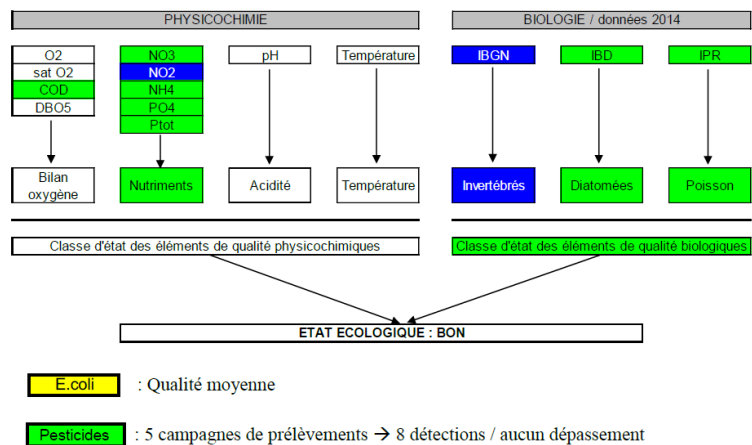 PHYSICOCHIMIE
BIOLOGIE / données 2014
O2
sat O2
COD
DBO5
NO3
NO2
NH4
PO4
Ptot
pH
Température
IBGN
IBD
IPR
Bilan
oxygène
Nutriments
Acidité
Température
Invertébrés
Diatomées
Poisson
Classe d'état des éléments de qualité physicochimiques
Classe d'état des éléments de qualité biologiques
ETAT ECOLOGIQUE : BON
E.coli : Qualité moyenne
Pesticides : 5 campagnes de prélèvements → 8 détections / aucun dépassement